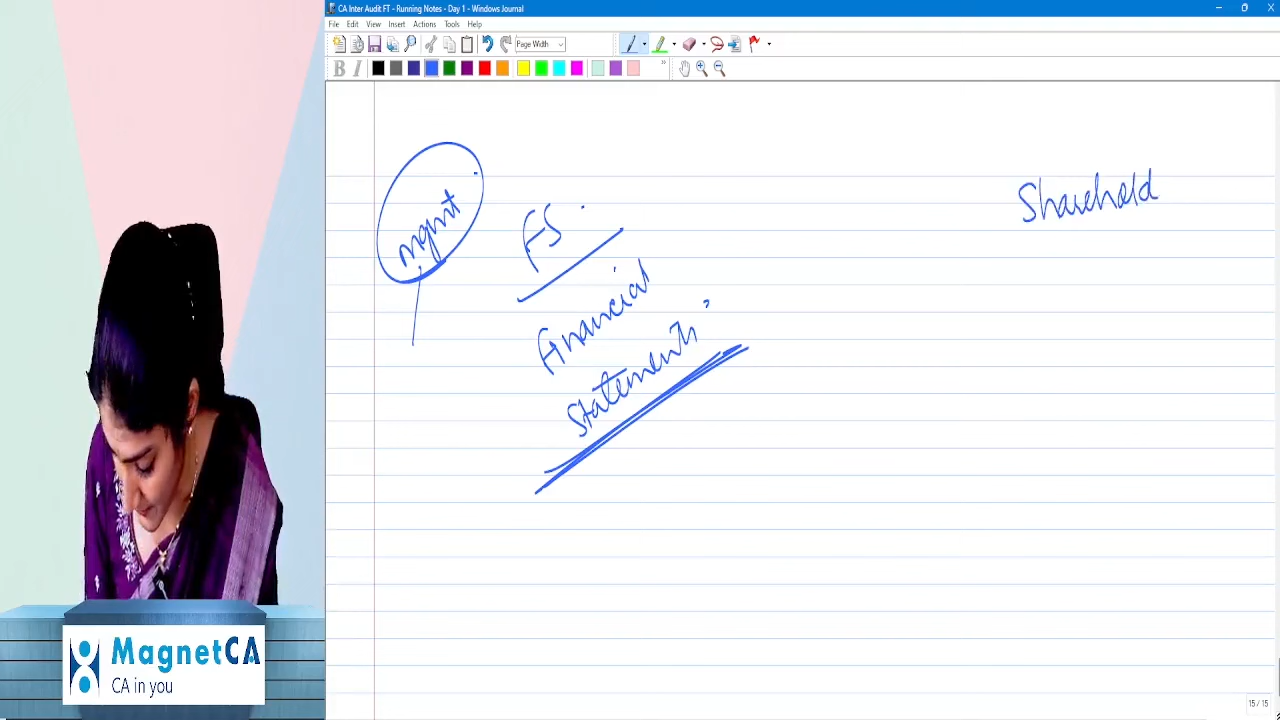 CA Inter Audit FT - Running Notes - Day 1 - Windows Journal
File Edit View Insert Actions Tools Help
Page Width
B I
mgmt
FS
Financial
Statements
Sharehold
MagnetCA
CA in you
15 / 15